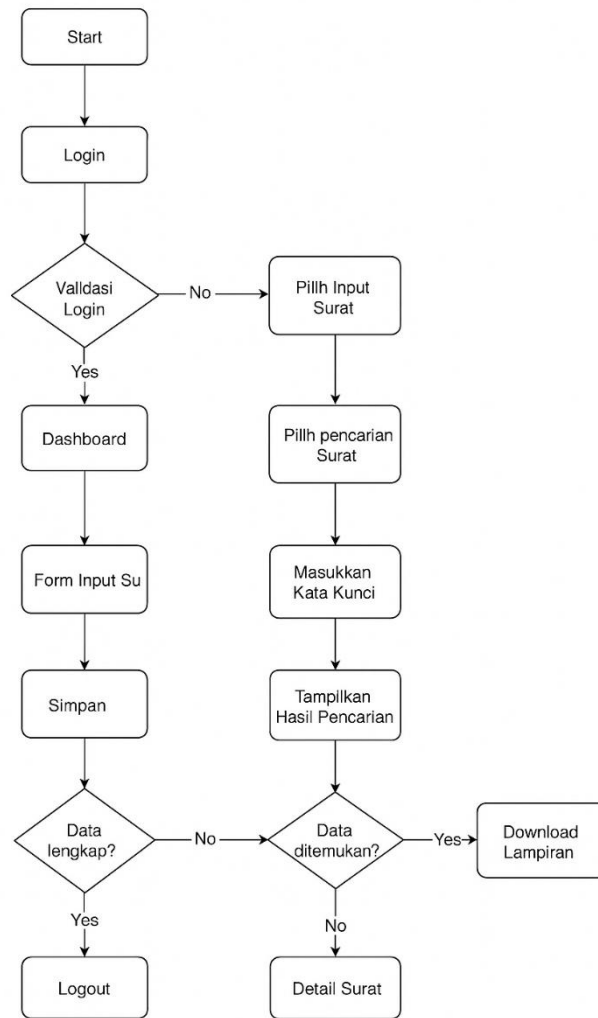 Start
Login
Valldasi
Login
No
Pillh Input
Surat
Yes
Dashboard
Pillh pencarian
Surat
Form Input Su
Masukkan
Kata Kunci
Simpan
Tampilkan
Hasil Pencarian
Data
lengkap?
No
Data
ditemukan?
Yes
Download
Lampiran
Yes
No
Logout
Detail Surat